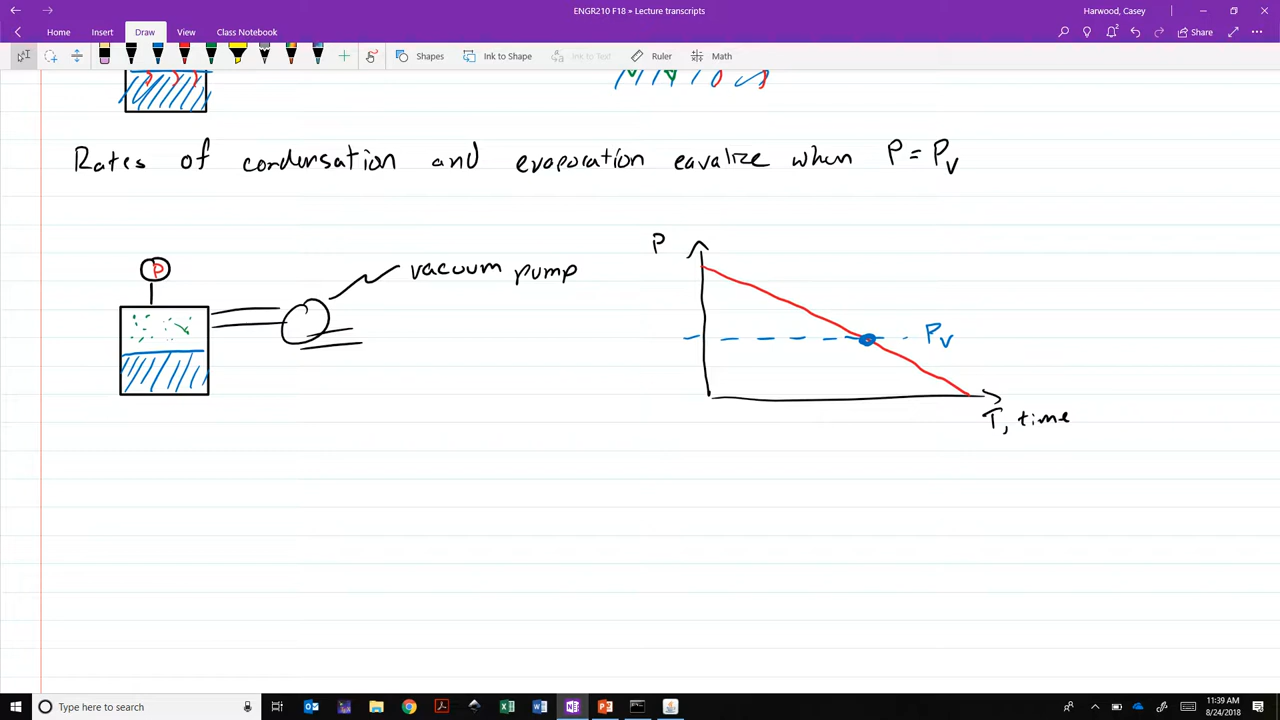 ENGR210 F18 » Lecture transcripts
Harwood, Casey
Home Insert Draw View Class Notebook
Share
Shapes Ink to Shape Ink to Text Ruler Math
Rates of condensation and evaporation eavalize when P = Pv
P
vacuum pump
P
Pv
T, time
Type here to search
11:39 AM
8/24/2018